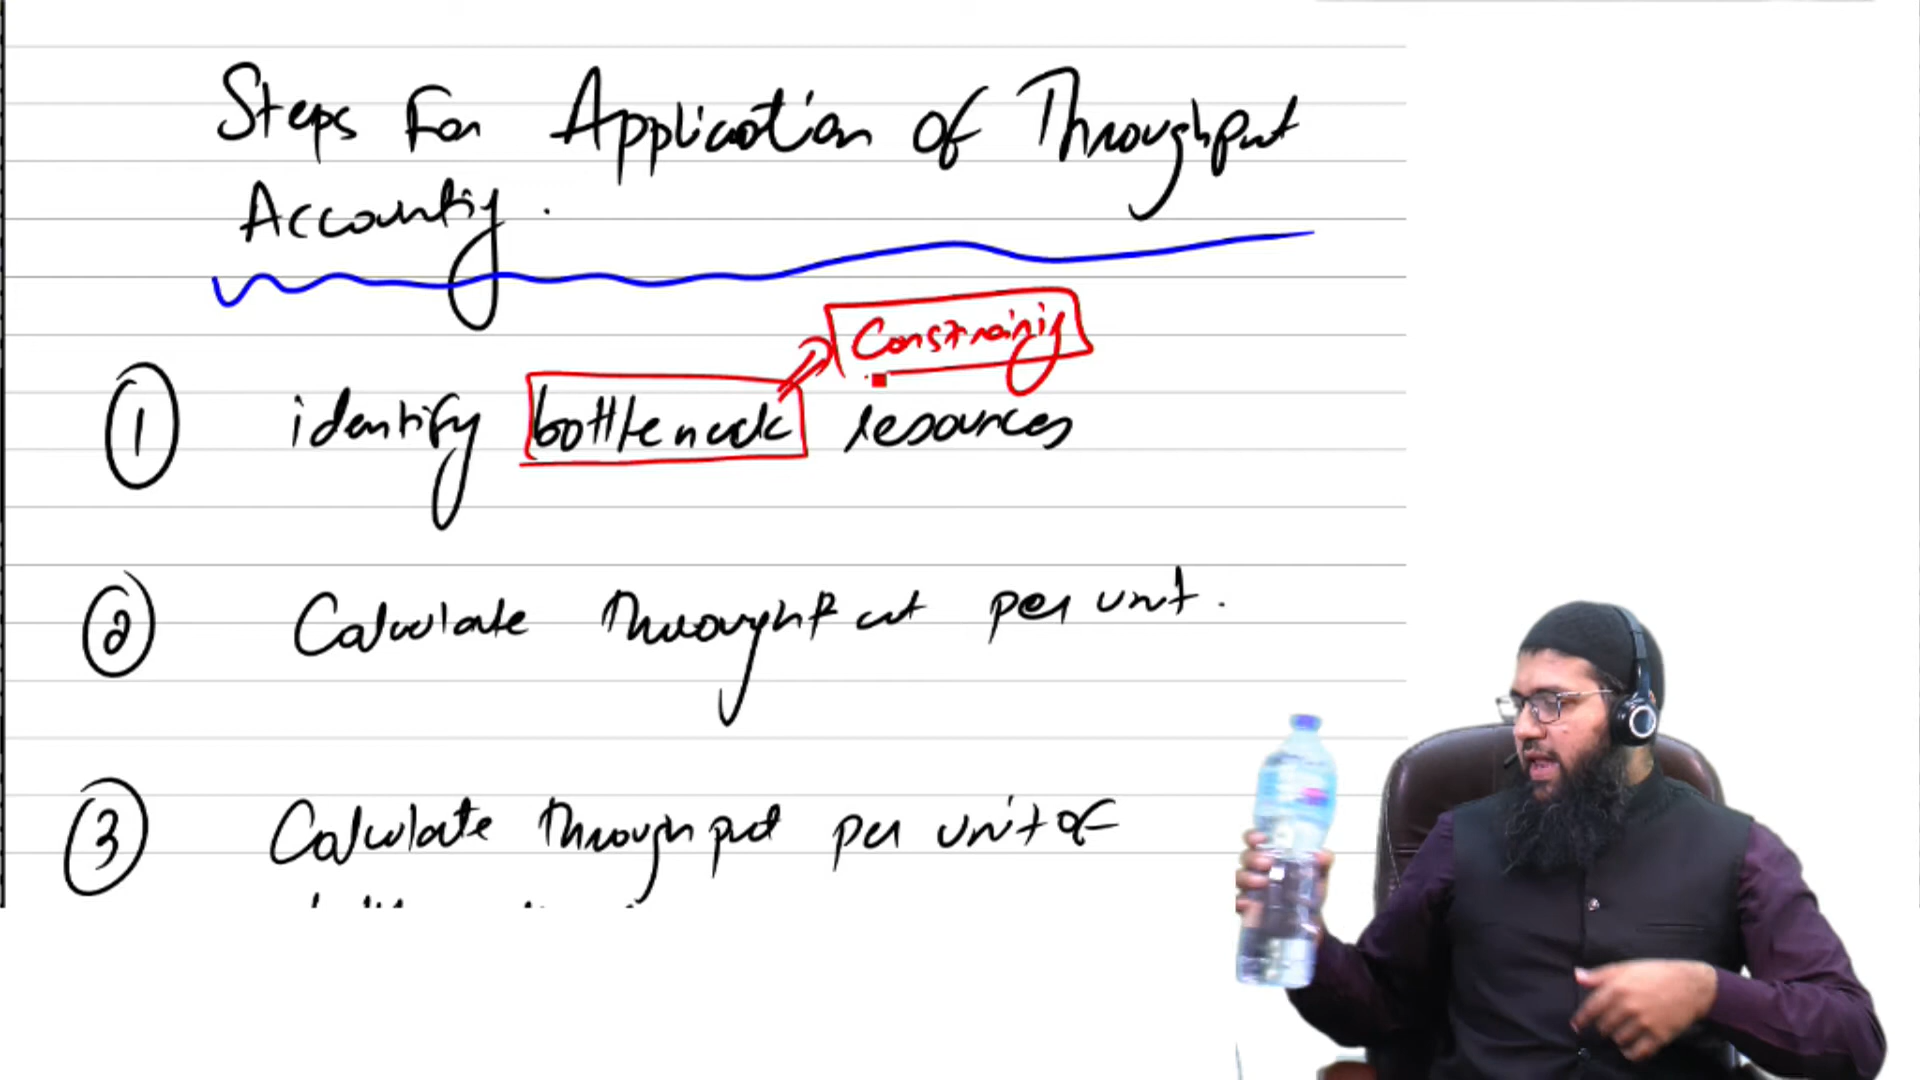 Steps For Application of Throughput
Accounting.
Constraining
① identify bottleneck resources
② Calculate Throughput per unit.
③ Calculate Throughput per unit of